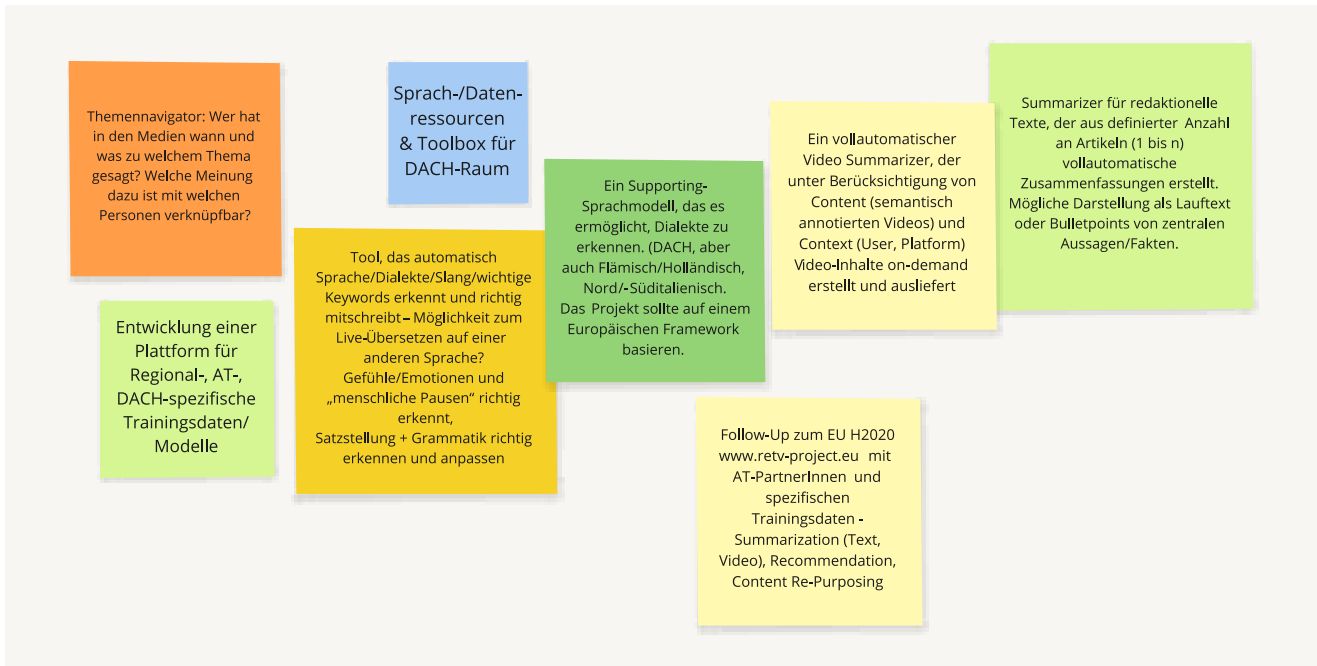 Themennavigator: Wer hat
in den Medien wann und
was zu welchem Thema
gesagt? Welche Meinung
dazu ist mit welchen
Personen verknüpfbar?
Sprach-/Daten-
ressourcen
& Toolbox für
DACH-Raum
Entwicklung einer
Plattform für
Regional-, AT-,
DACH-spezifische
Trainingsdaten/
Modelle
Tool, das automatisch
Sprache/Dialekte/Slang/wichtige
Keywords erkennt und richtig
mitschreibt – Möglichkeit zum
Live-Übersetzen auf einer
anderen Sprache?
Gefühle/Emotionen und
„menschliche Pausen“ richtig
erkennt,
Satzstellung + Grammatik richtig
erkennen und anpassen
Ein Supporting-
Sprachmodell, das es
ermöglicht, Dialekte zu
erkennen. (DACH, aber
auch Flämisch/Holländisch,
Nord/-Süditalienisch.
Das Projekt sollte auf einem
Europäischen Framework
basieren.
Ein vollautomatischer
Video Summarizer, der
unter Berücksichtigung von
Content (semantisch
annotierten Videos) und
Context (User, Platform)
Video-Inhalte on-demand
erstellt und ausliefert
Summarizer für redaktionelle
Texte, der aus definierter Anzahl
an Artikeln (1 bis n)
vollautomatische
Zusammenfassungen erstellt.
Mögliche Darstellung als Lauftext
oder Bulletpoints von zentralen
Aussagen/Fakten.
Follow-Up zum EU H2020
www.retv-project.eu mit
AT-PartnerInnen und
spezifischen
Trainingsdaten -
Summarization (Text,
Video), Recommendation,
Content Re-Purposing